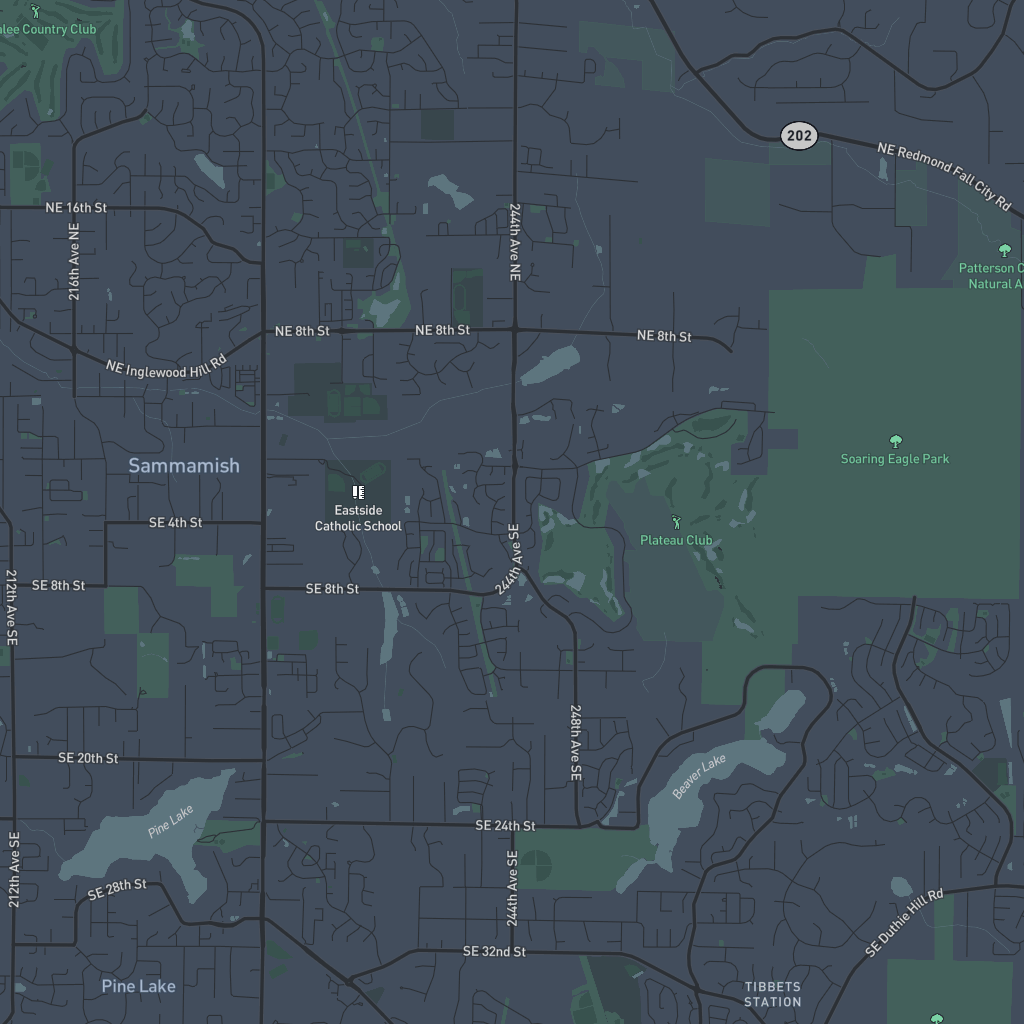 Country Club
202
NE Redmond Fall City Rd
NE 16th St
216th Ave NE
244th Ave NE
Patterson
Natural
NE 8th St
NE 8th St
NE 8th St
NE Inglewood Hill Rd
Sammamish
Soaring Eagle Park
Eastside
Catholic School
SE 4th St
Plateau Club
244th Ave SE
212th Ave SE
SE 8th St
SE 8th St
248th Ave SE
SE 20th St
Beaver Lake
Pine Lake
SE 24th St
212th Ave SE
244th Ave SE
SE 28th St
SE Duthie Hill Rd
SE 32nd St
Pine Lake
TIBBETS
STATION